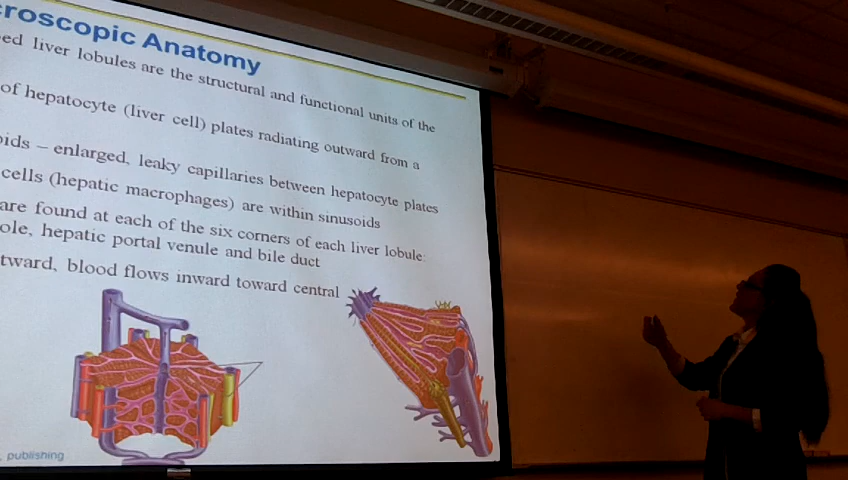 croscopic Anatomy
ed liver lobules are the structural and functional units of the
of hepatocyte (liver cell) plates radiating outward from a
oids – enlarged, leaky capillaries between hepatocyte plates
cells (hepatic macrophages) are within sinusoids
are found at each of the six corners of each liver lobule:
ole, hepatic portal venule and bile duct
tward, blood flows inward toward central
publishing